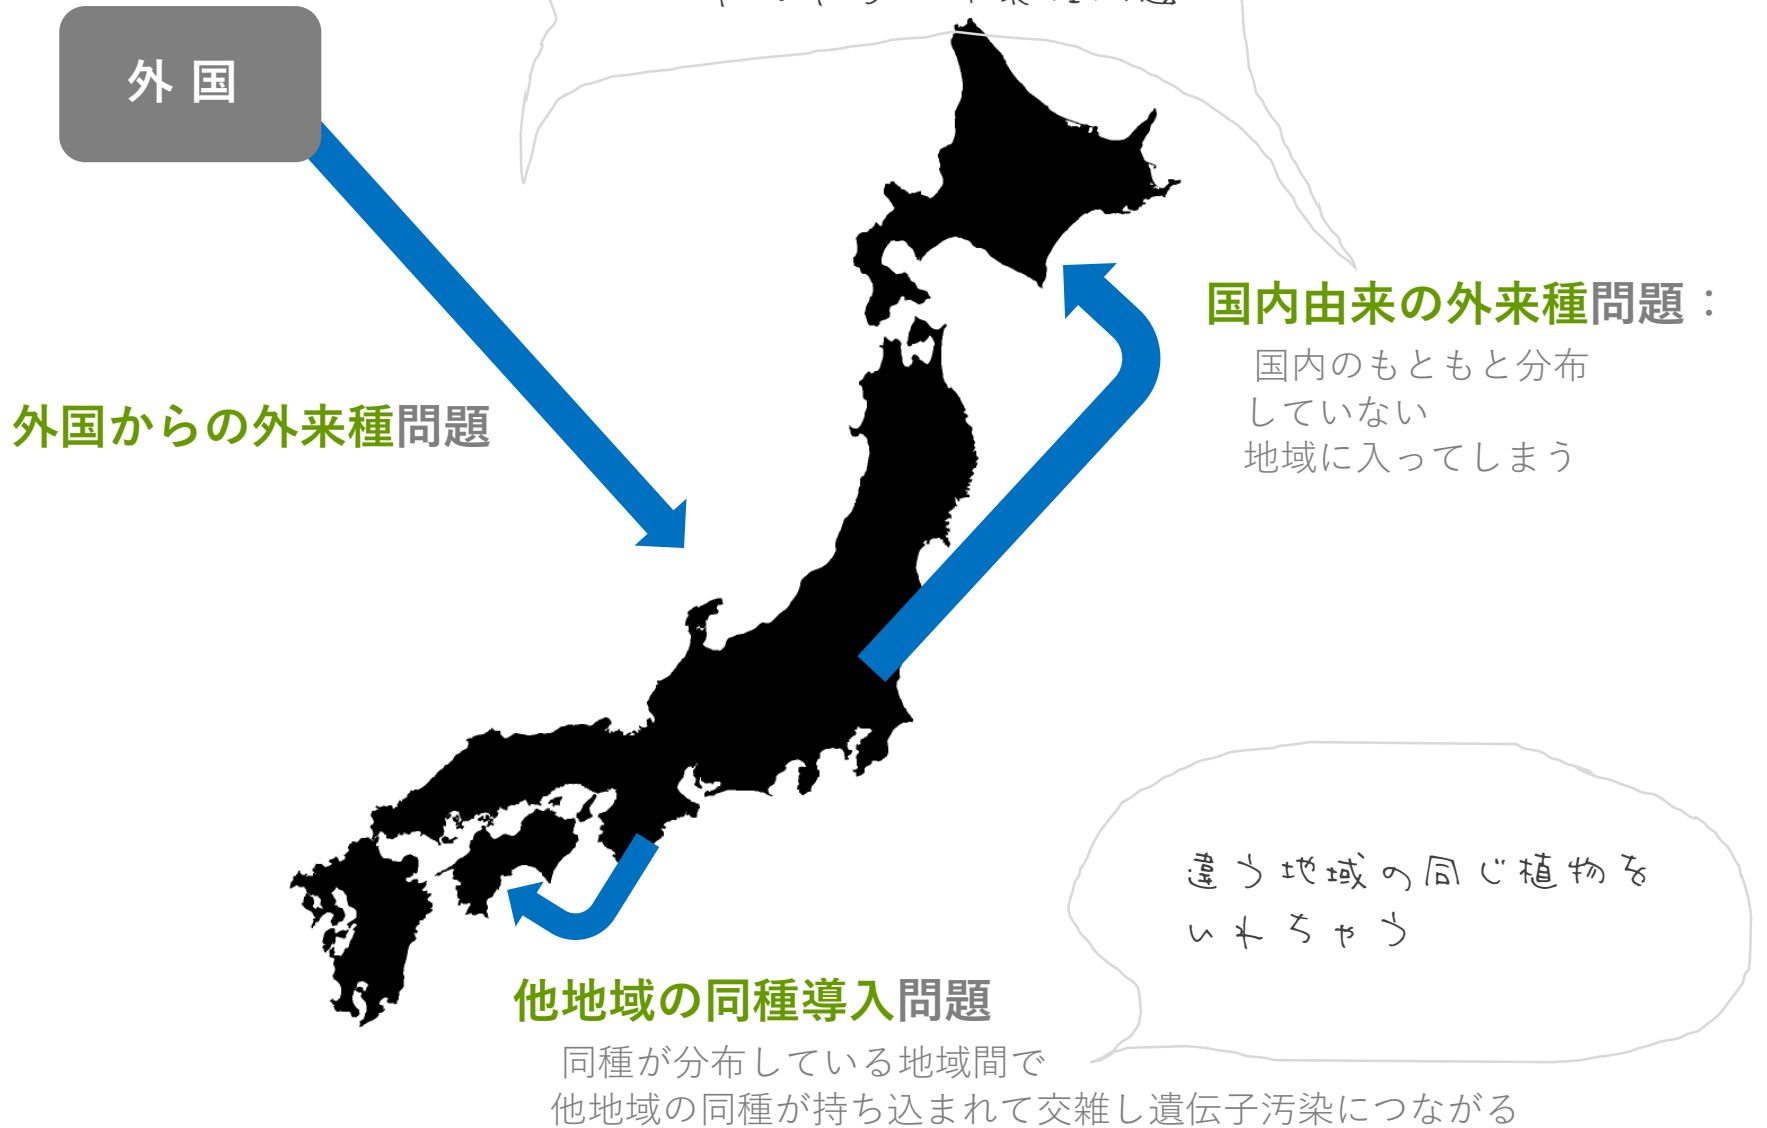 外国
国内由来の外来種問題：
国内のもともと分布
していない
地域に入ってしまう
外国からの外来種問題
違う地域の同じ植物を
いれちゃう
他地域の同種導入問題
同種が分布している地域間で
他地域の同種が持ち込まれて交雑し遺伝子汚染につながる